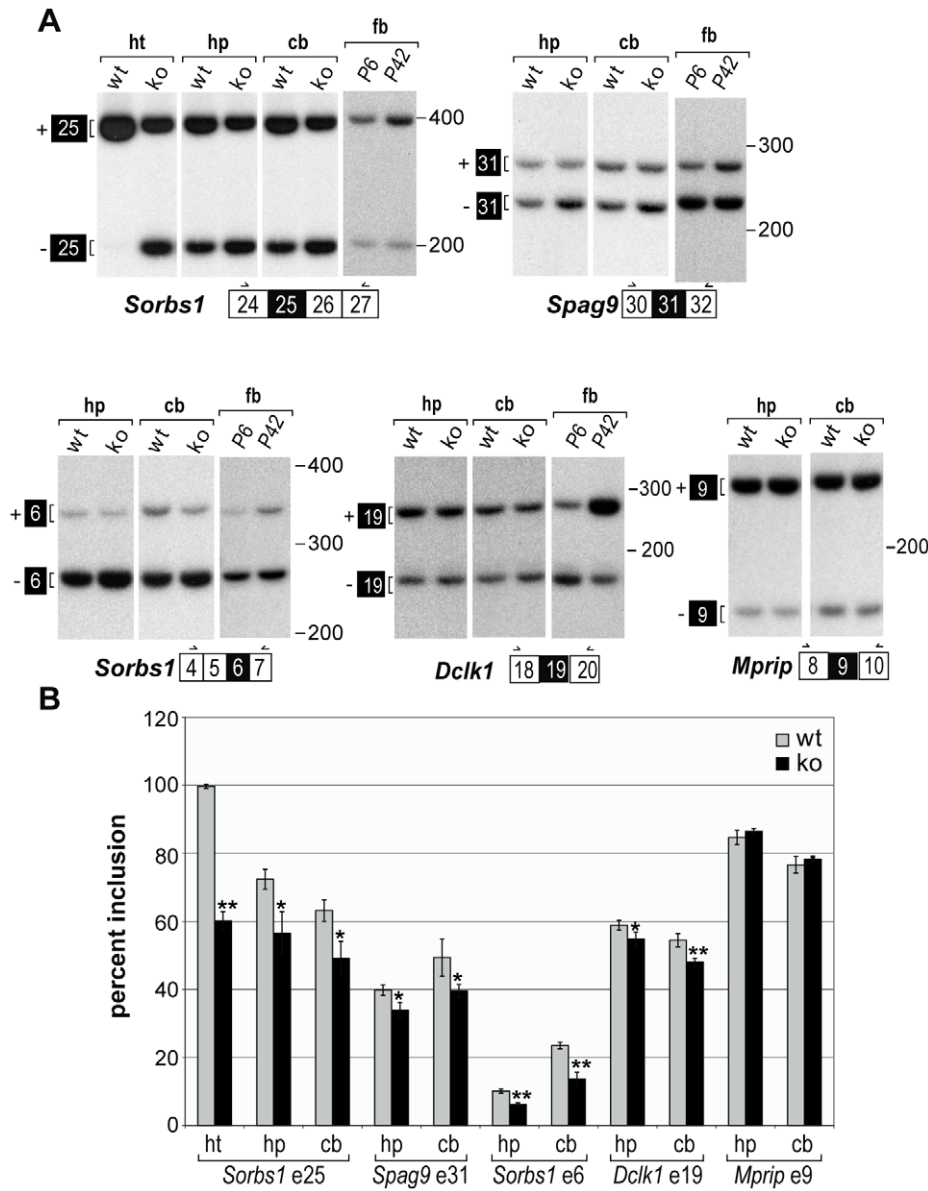 A
ht hp cb fb
wt ko wt ko wt ko P6 P42
+ 25
- 25
400
200
Sorbs1 24 25 26 27
hp cb fb
wt ko wt ko P6 P42
+ 31
- 31
300
200
Spag9 30 31 32
hp cb fb
wt ko wt ko P6 P42
+ 6
- 6
400
300
200
Sorbs1 4 5 6 7
hp cb fb
wt ko wt ko P6 P42
+ 19
- 19
300
200
Dclk1 18 19 20
hp cb
wt ko wt ko
+ 9
- 9
200
Mprip 8 9 10
B
percent inclusion
120
100
80
60
40
20
0
wt
ko
** * * * * ** ** * **
ht hp cb hp cb hp cb hp cb hp cb
Sorbs1 e25 Spag9 e31 Sorbs1 e6 Dclk1 e19 Mprip e9